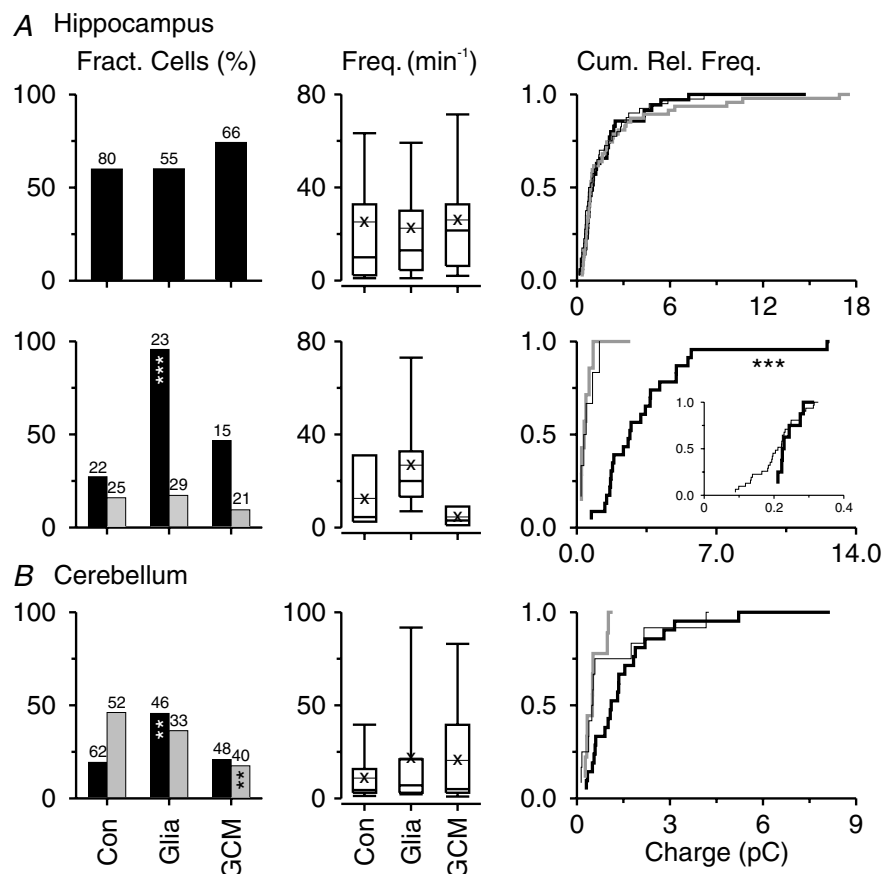 A Hippocampus
Fract. Cells (%) Freq. (min-1) Cum. Rel. Freq.
100 80 1.0
80 55 66
50 40 0.5
0 0 0.0
0 6 12 18
100 80 1.0
23
***
***
22 25 29 15 21
50 40 0.5
1.0
0.5
0.0
0.2 0.4
0 0 0.0
0.0 7.0 14.0
B Cerebellum
100 100 1.0
62 52 46 33 48 40
** **
50 50 0.5
0 0 0.0
0 3 6 9
Con Glia GCM Con Glia GCM Charge (pC)
x x x
x x x
x x x